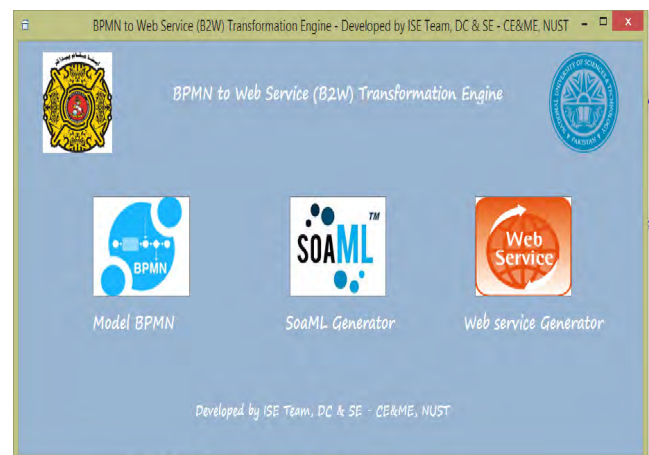 BPMN to Web Service (B2W) Transformation Engine - Developed by ISE Team, DC & SE - CE&ME, NUST
BPMN to Web Service (B2W) Transformation Engine
BPMN
SOAML TM
Web
Service
Model BPMN
SoaML Generator
Web service Generator
Developed by ISE Team, DC & SE - CE&ME, NUST